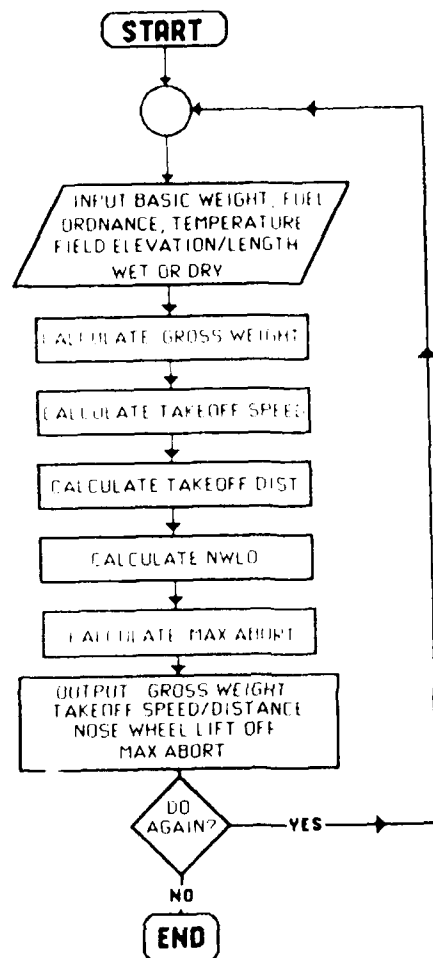 START
INPUT BASIC WEIGHT, FUEL
ORDNANCE, TEMPERATURE
FIELD ELEVATION/LENGTH
WET OR DRY
CALCULATE GROSS WEIGHT
CALCULATE TAKEOFF SPEED
CALCULATE TAKEOFF DIST
CALCULATE NWLO
CALCULATE MAX ABORT
OUTPUT GROSS WEIGHT
TAKEOFF SPEED/DISTANCE
NOSE WHEEL LIFT OFF
MAX ABORT
DO
AGAIN?
YES
NO
END